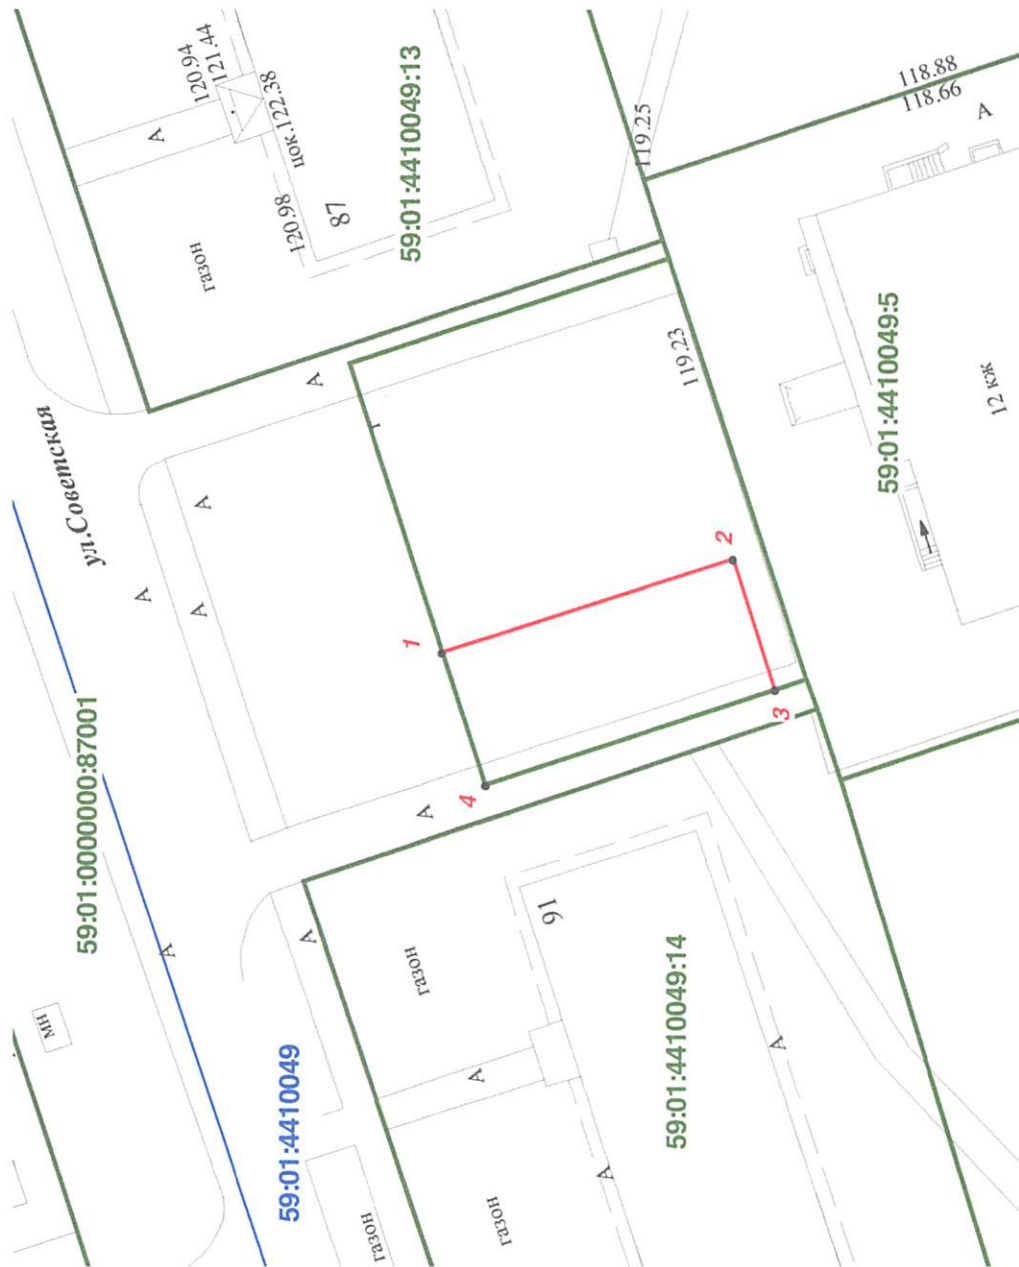 120.94
121.44
цок.122.38
А
газон
120.98
87
59:01:4410049:13
119.25
118.88
118.66
А
ул.Советская
А
А
А
А
г
119.23
59:01:4410049:5
12 кж
1
2
3
4
59:01:0000000:87001
А
А
А
МН
газон
91
59:01:4410049
59:01:4410049:14
А
А
А
газон
газон